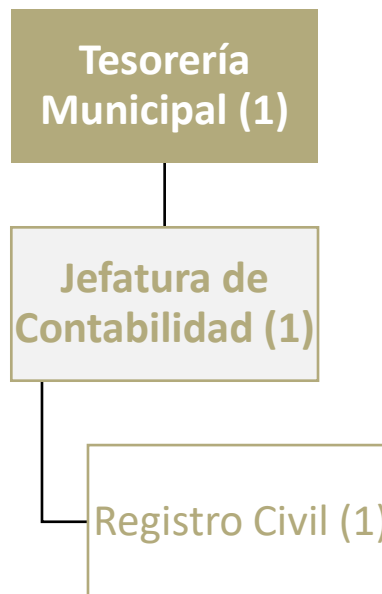 Tesorería
Municipal (1)
Jefatura de
Contabilidad (1)
Registro Civil (1)